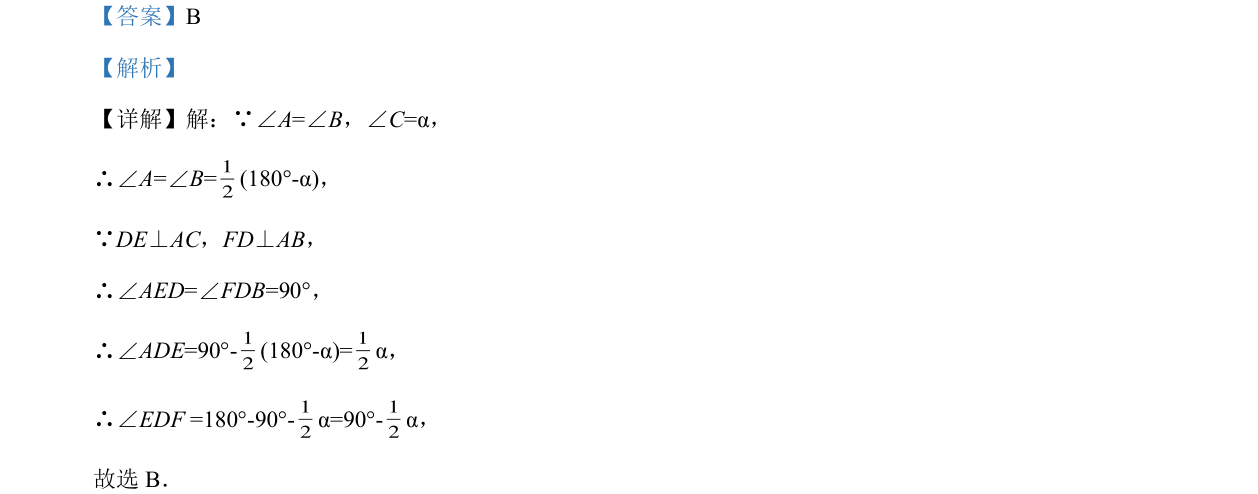 【答案】B
【解析】
【详解】解：∵∠A=∠B，∠C=α，
∴∠A=∠B=1/2(180°-α)，
∵DE⊥AC，FD⊥AB，
∴∠AED=∠FDB=90°，
∴∠ADE=90°-1/2(180°-α)=1/2α，
∴∠EDF=180°-90°-1/2α=90°-1/2α，
故选 B．